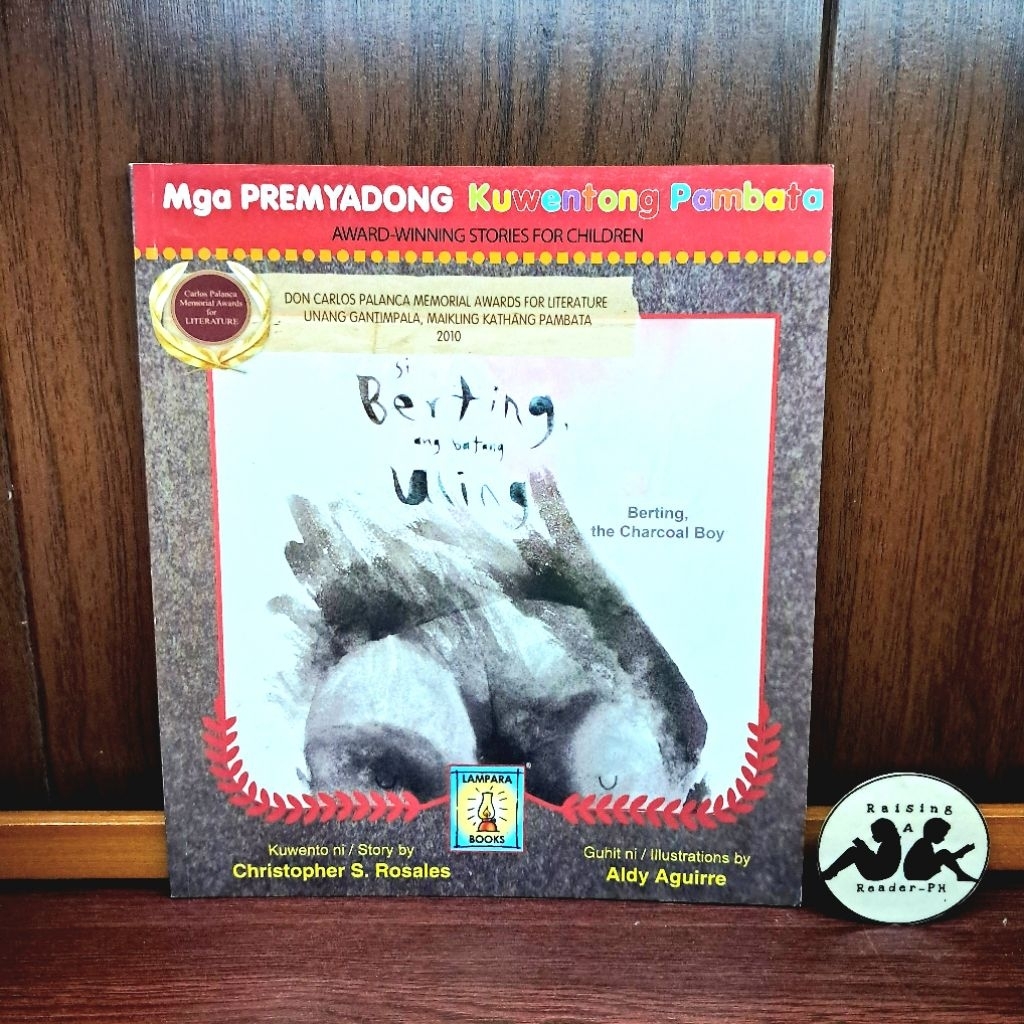 Mga PREMYADONG Kuwentong Pambata
AWARD-WINNING STORIES FOR CHILDREN
Carlos Palanca
Memorial Awards
for
LITERATURE
DON CARLOS PALANCA MEMORIAL AWARDS FOR LITERATURE
UNANG GANTIMPALA, MAIKLING KATHANG PAMBATA
2010
si
Berting,
ang batang
Uling
Berting,
the Charcoal Boy
LAMPARA
BOOKS
Kuwento ni / Story by
Christopher S. Rosales
Guhit ni / Illustrations by
Aldy Aguirre
Raising
A
Reader-PH